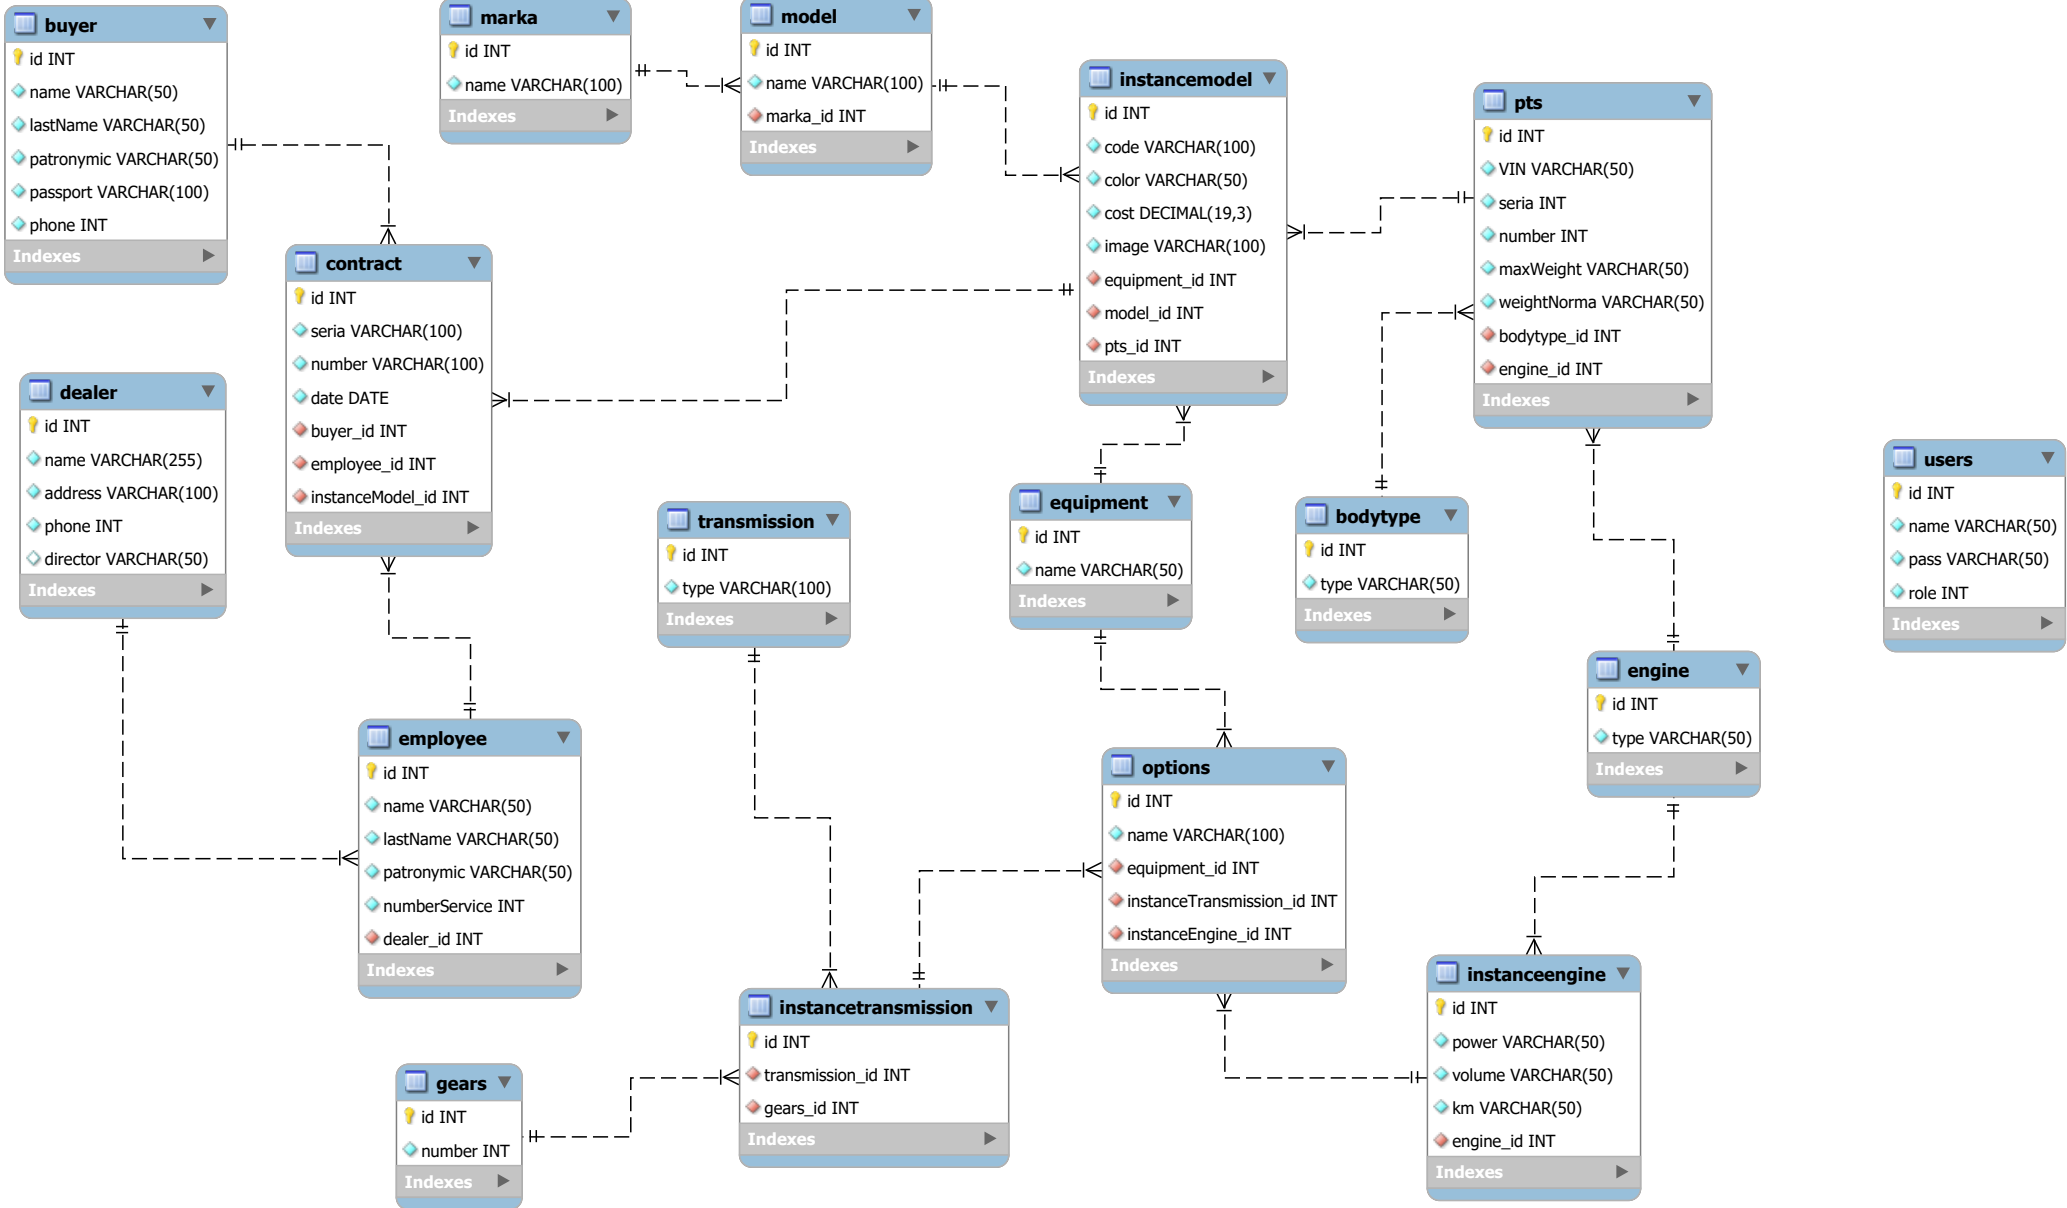 buyer
id INT
name VARCHAR(50)
lastName VARCHAR(50)
patronymic VARCHAR(50)
passport VARCHAR(100)
phone INT
Indexes
marka
id INT
name VARCHAR(100)
Indexes
model
id INT
name VARCHAR(100)
marka_id INT
Indexes
instancemodel
id INT
code VARCHAR(100)
color VARCHAR(50)
cost DECIMAL(19,3)
image VARCHAR(100)
equipment_id INT
model_id INT
pts_id INT
Indexes
pts
id INT
VIN VARCHAR(50)
seria INT
number INT
maxWeight VARCHAR(50)
weightNorma VARCHAR(50)
bodytype_id INT
engine_id INT
Indexes
contract
id INT
seria VARCHAR(100)
number VARCHAR(100)
date DATE
buyer_id INT
employee_id INT
instanceModel_id INT
Indexes
dealer
id INT
name VARCHAR(255)
address VARCHAR(100)
phone INT
director VARCHAR(50)
Indexes
transmission
id INT
type VARCHAR(100)
Indexes
equipment
id INT
name VARCHAR(50)
Indexes
bodytype
id INT
type VARCHAR(50)
Indexes
users
id INT
name VARCHAR(50)
pass VARCHAR(50)
role INT
Indexes
engine
id INT
type VARCHAR(50)
Indexes
employee
id INT
name VARCHAR(50)
lastName VARCHAR(50)
patronymic VARCHAR(50)
numberService INT
dealer_id INT
Indexes
options
id INT
name VARCHAR(100)
equipment_id INT
instanceTransmission_id INT
instanceEngine_id INT
Indexes
instancetransmission
id INT
transmission_id INT
gears_id INT
Indexes
instanceengine
id INT
power VARCHAR(50)
volume VARCHAR(50)
km VARCHAR(50)
engine_id INT
Indexes
gears
id INT
number INT
Indexes